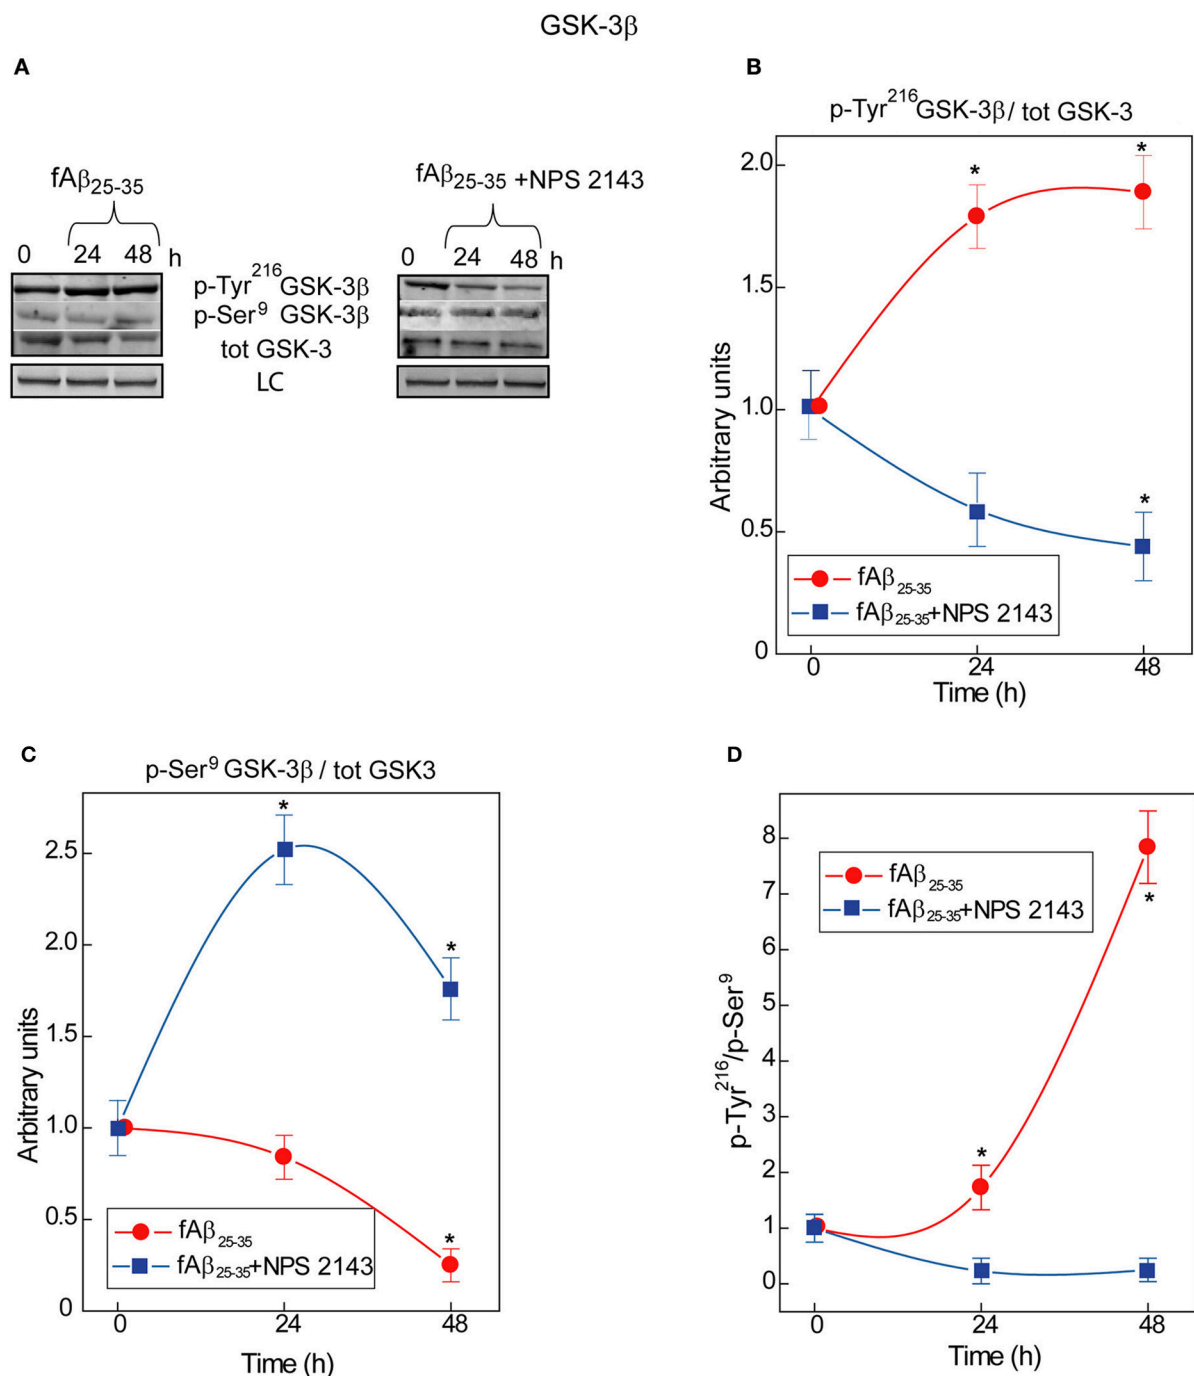 GSK-3β
A
fAβ25-35
0 24 48 h
fAβ25-35 +NPS 2143
0 24 48 h
p-Tyr216GSK-3β
p-Ser9 GSK-3β
tot GSK-3
LC
B
p-Tyr216GSK-3β/ tot GSK-3
2.0
1.5
1.0
0.5
0
Arbitrary units
* * *
fAβ25-35
fAβ25-35+NPS 2143
0 24 48
Time (h)
C
p-Ser9 GSK-3β/ tot GSK3
2.5
2.0
1.5
1.0
0.5
0
Arbitrary units
* * *
fAβ25-35
fAβ25-35+NPS 2143
0 24 48
Time (h)
D
8
7
6
5
4
3
2
1
0
p-Tyr216/p-Ser9
fAβ25-35
fAβ25-35+NPS 2143
* *
0 24 48
Time (h)